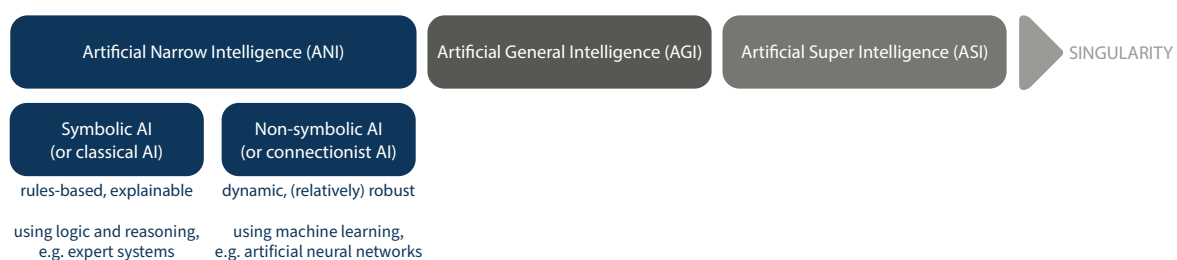 Artificial Narrow Intelligence (ANI)
Artificial General Intelligence (AGI)
Artificial Super Intelligence (ASI)
SINGULARITY
Symbolic AI
(or classical AI)
rules-based, explainable
using logic and reasoning,
e.g. expert systems
Non-symbolic AI
(or connectionist AI)
dynamic, (relatively) robust
using machine learning,
e.g. artificial neural networks